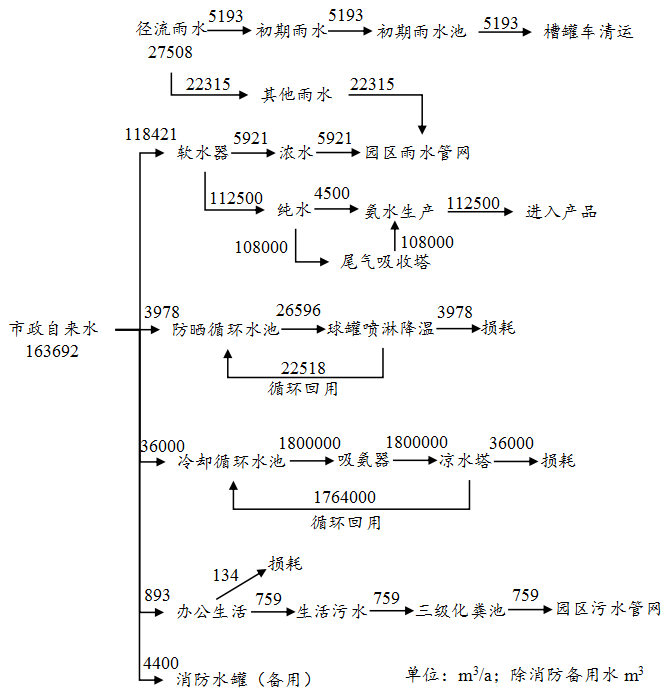 径流雨水 5193 初期雨水 5193 初期雨水池 5193 槽罐车清运
27508
22315 其他雨水 22315
118421 软水器 5921 浓水 5921 园区雨水管网
112500 纯水 4500 氨水生产 112500 进入产品
108000 尾气吸收塔 108000
市政自来水
163692
3978 防晒循环水池 26596 球罐喷淋降温 3978 损耗
22518
循环回用
36000 冷却循环水池 1800000 吸氨器 1800000 凉水塔 36000 损耗
1764000
循环回用
134 损耗
893 办公生活 759 生活污水 759 三级化粪池 759 园区污水管网
4400 消防水罐（备用）
单位：m³/a；除消防备用水 m³